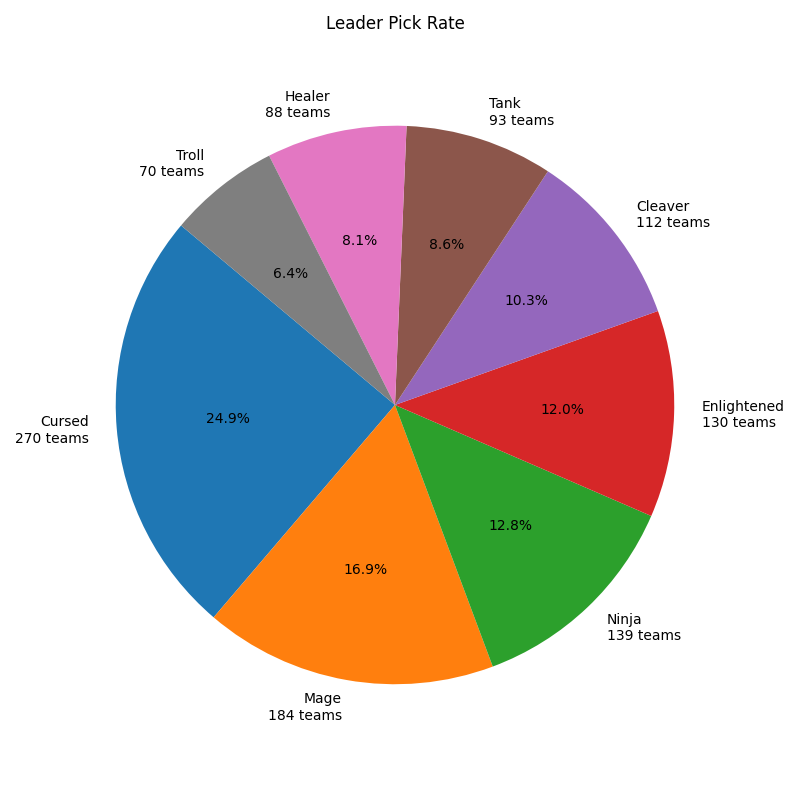 Leader Pick Rate
Healer
88 teams
Tank
93 teams
Troll
70 teams
Cleaver
112 teams
8.1%
8.6%
6.4%
10.3%
Cursed
270 teams
24.9%
12.0%
Enlightened
130 teams
16.9%
12.8%
Ninja
139 teams
Mage
184 teams